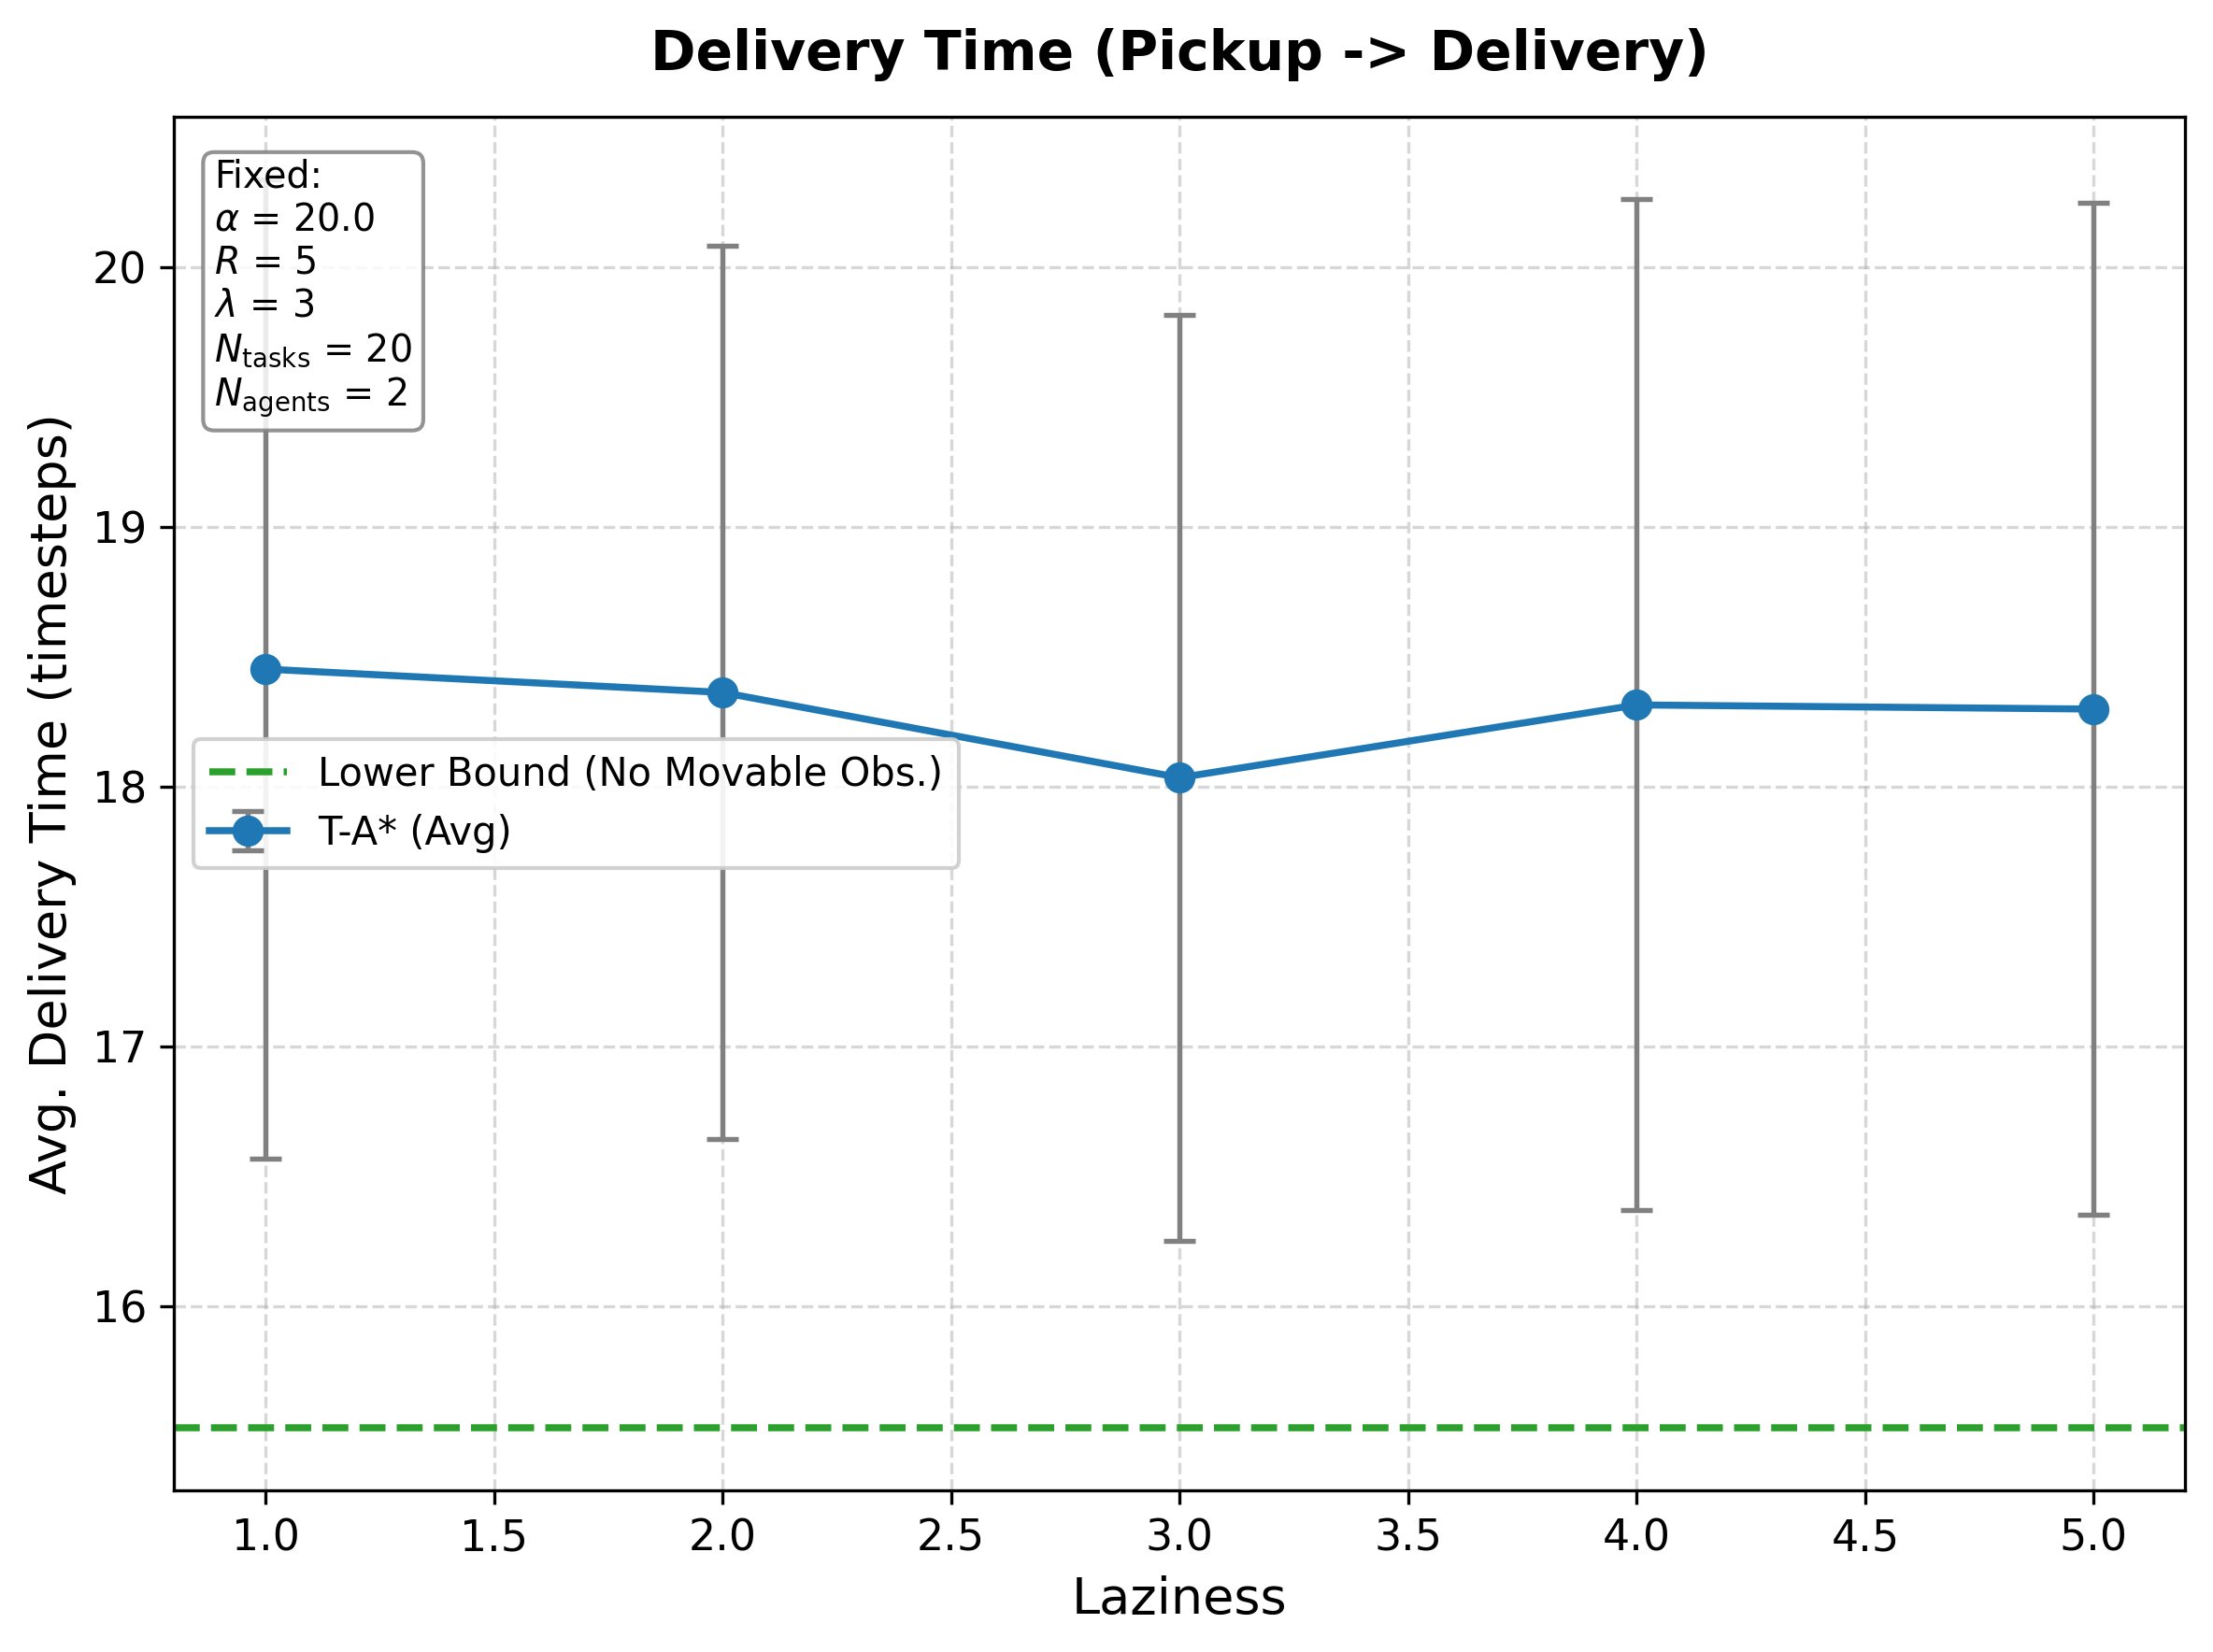 Delivery Time (Pickup -> Delivery)
Fixed:
α = 20.0
R = 5
λ = 3
N_tasks = 20
N_agents = 2
Avg. Delivery Time (timesteps)
20
19
18
17
16
Lower Bound (No Movable Obs.)
T-A* (Avg)
1.0 1.5 2.0 2.5 3.0 3.5 4.0 4.5 5.0
Laziness